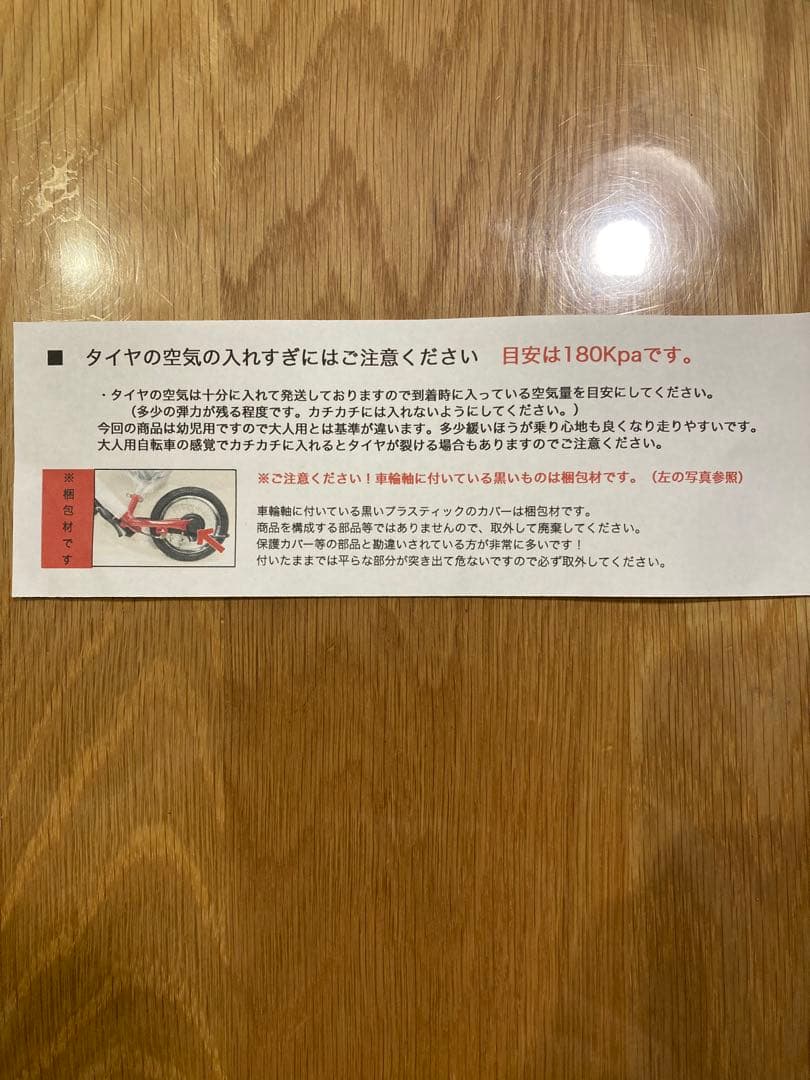 ■ タイヤの空気の入れすぎにはご注意ください 目安は180Kpaです。
・タイヤの空気は十分に入れて発送しておりますので到着時に入っている空気量を目安にしてください。
（多少の弾力が残る程度です。カチカチには入れないようにしてください。）
今回の商品は幼児用ですので大人用とは基準が違います。多少緩いほうが乗り心地も良くなり走りやすいです。
大人用自転車の感覚でカチカチに入れるとタイヤが裂ける場合もありますのでご注意ください。
※梱包材です
※ご注意ください！車輪軸に付いている黒いものは梱包材です。（左の写真参照）
車輪軸に付いている黒いプラスティックのカバーは梱包材です。
商品を構成する部品等ではありませんので、取外して廃棄してください。
保護カバー等の部品と勘違いされている方が非常に多いです！
付いたままでは平らな部分が突き出て危ないですので必ず取外してください。